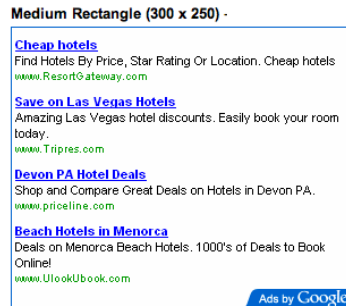 Medium Rectangle (300 x 250) -
Cheap hotels
Find Hotels By Price, Star Rating Or Location. Cheap hotels
www.ResortGateway.com
Save on Las Vegas Hotels
Amazing Las Vegas hotel discounts. Easily book your room
today.
www.Tripres.com
Devon PA Hotel Deals
Shop and Compare Great Deals on Hotels in Devon PA.
www.priceline.com
Beach Hotels in Menorca
Deals on Menorca Beach Hotels. 1000's of Deals to Book
Online!
www.UlookUbook.com
Ads by Google